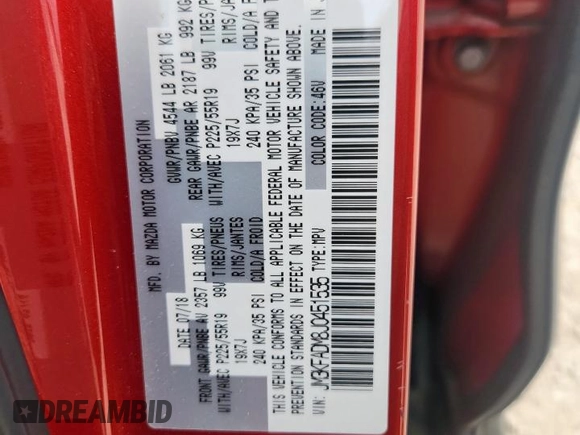 MAZDA MOTOR CORPORATION
DATE 07/18 GVWR/PNBV 4544 LB 2061 KG
FRONT GAWR/PNBE AV 2357 LB 1069 KG REAR GAWR/PNBE AR 2187 LB 992 KG
WITH/AVEC P225/55R19 99V TIRES/PNEUS WITH/AVEC P225/55R19 99V TIRES/
19X7J RIMS/JANTES 19X7J RIMS/
240 KPA/35 PSI COLD/A FROID 240 KPA/35 PSI COLD/A
THIS VEHICLE CONFORMS TO ALL APPLICABLE FEDERAL MOTOR VEHICLE SAFETY AND
STANDARDS IN EFFECT ON THE DATE OF MANUFACTURE SHOWN ABOVE.
VIN: JM3KFADM8J0451535 TYPE: MPV COLOR CODE: 46V MADE IN
DREAMBID